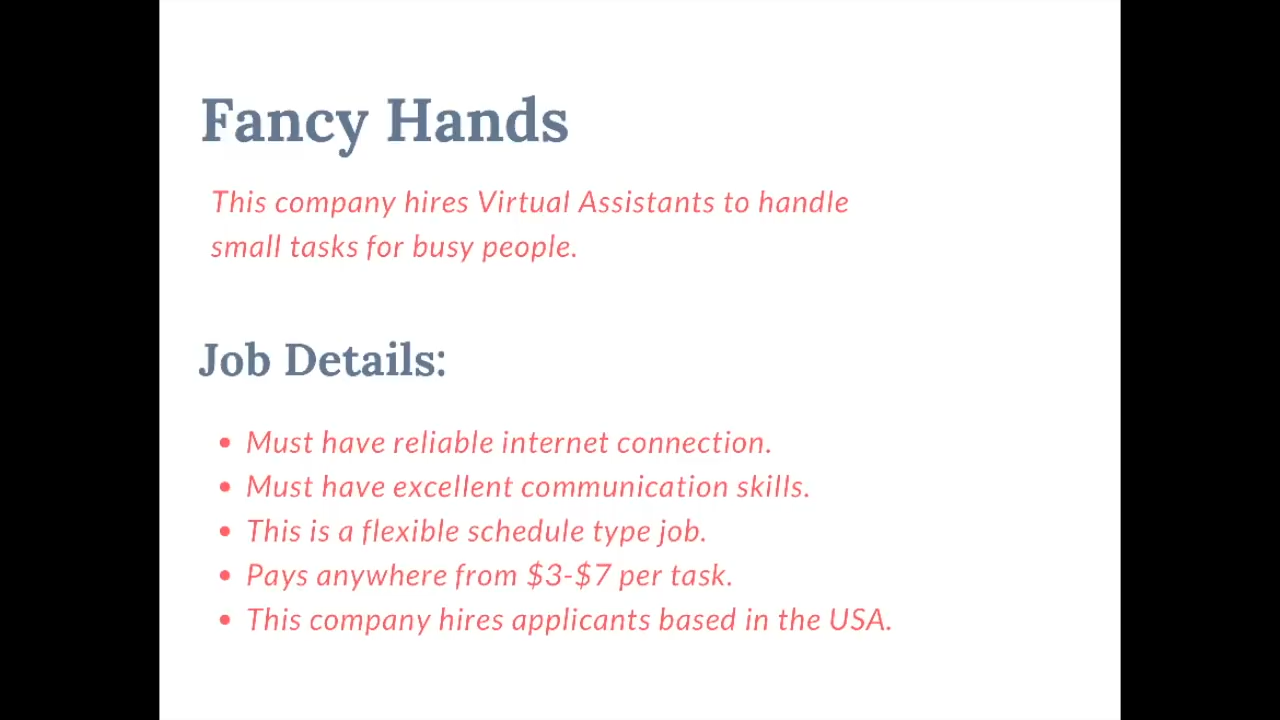 Fancy Hands
This company hires Virtual Assistants to handle
small tasks for busy people.
Job Details:
• Must have reliable internet connection.
• Must have excellent communication skills.
• This is a flexible schedule type job.
• Pays anywhere from $3-$7 per task.
• This company hires applicants based in the USA.